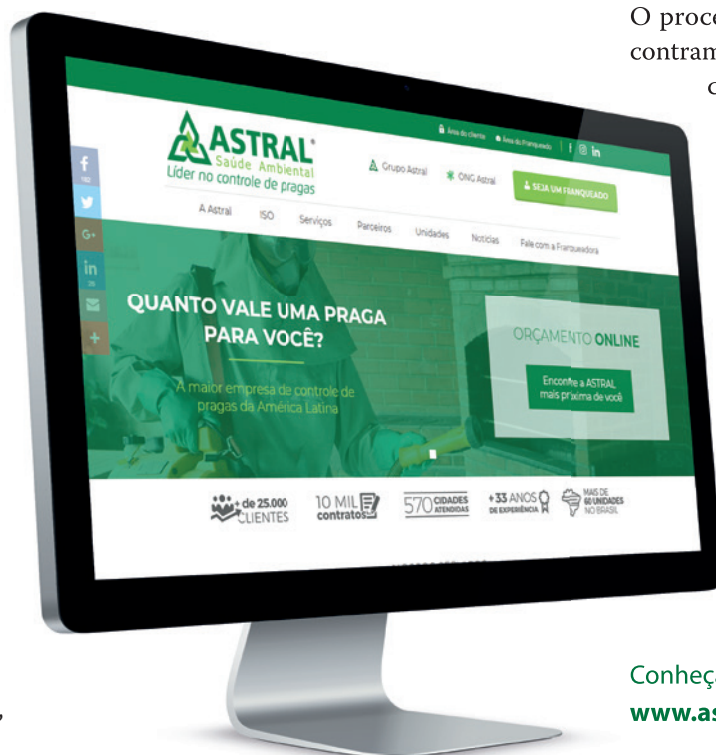 O proce
contram
c
Área do cliente
Área do Franqueado
f
in
ASTRAL®
Saúde Ambiental
Líder no controle de pragas
Grupo Astral
ONG Astral
SEJA UM FRANQUEADO
A Astral
ISO
Serviços
Parceiros
Unidades
Notícias
Fale com a Franqueadora
f
192
G+
in
+
QUANTO VALE UMA PRAGA
PARA VOCÊ?
A maior empresa de controle de
pragas da América Latina
ORÇAMENTO ONLINE
Encontre a ASTRAL
mais próxima de você
+ de 25.000
CLIENTES
10 MIL
contratos
570 CIDADES
ATENDIDAS
+33 ANOS
DE EXPERIÊNCIA
MAIS DE
60 UNIDADES
NO BRASIL
Conheça
www.as
,